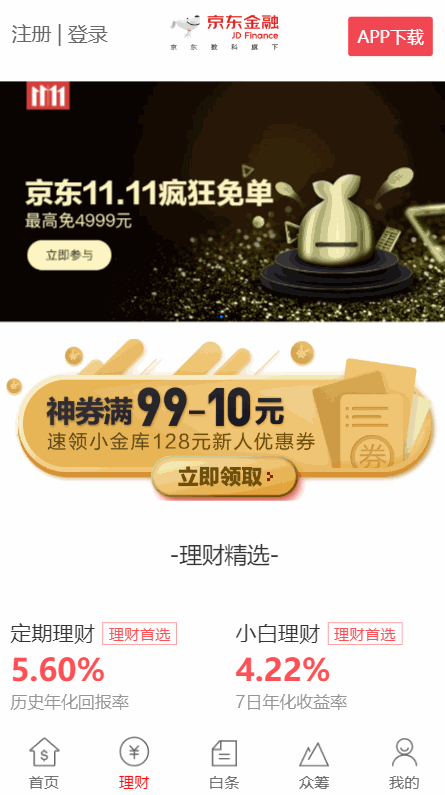 注册 | 登录
京东金融
JD Finance
京东数科旗下
APP下载
11.11
京东11.11疯狂免单
最高免4999元
立即参与
神券满99-10元
速领小金库128元新人优惠券
券
立即领取
-理财精选-
定期理财 理财首选
5.60%
历史年化回报率
小白理财 理财首选
4.22%
7日年化收益率
首页
理财
白条
众筹
我的